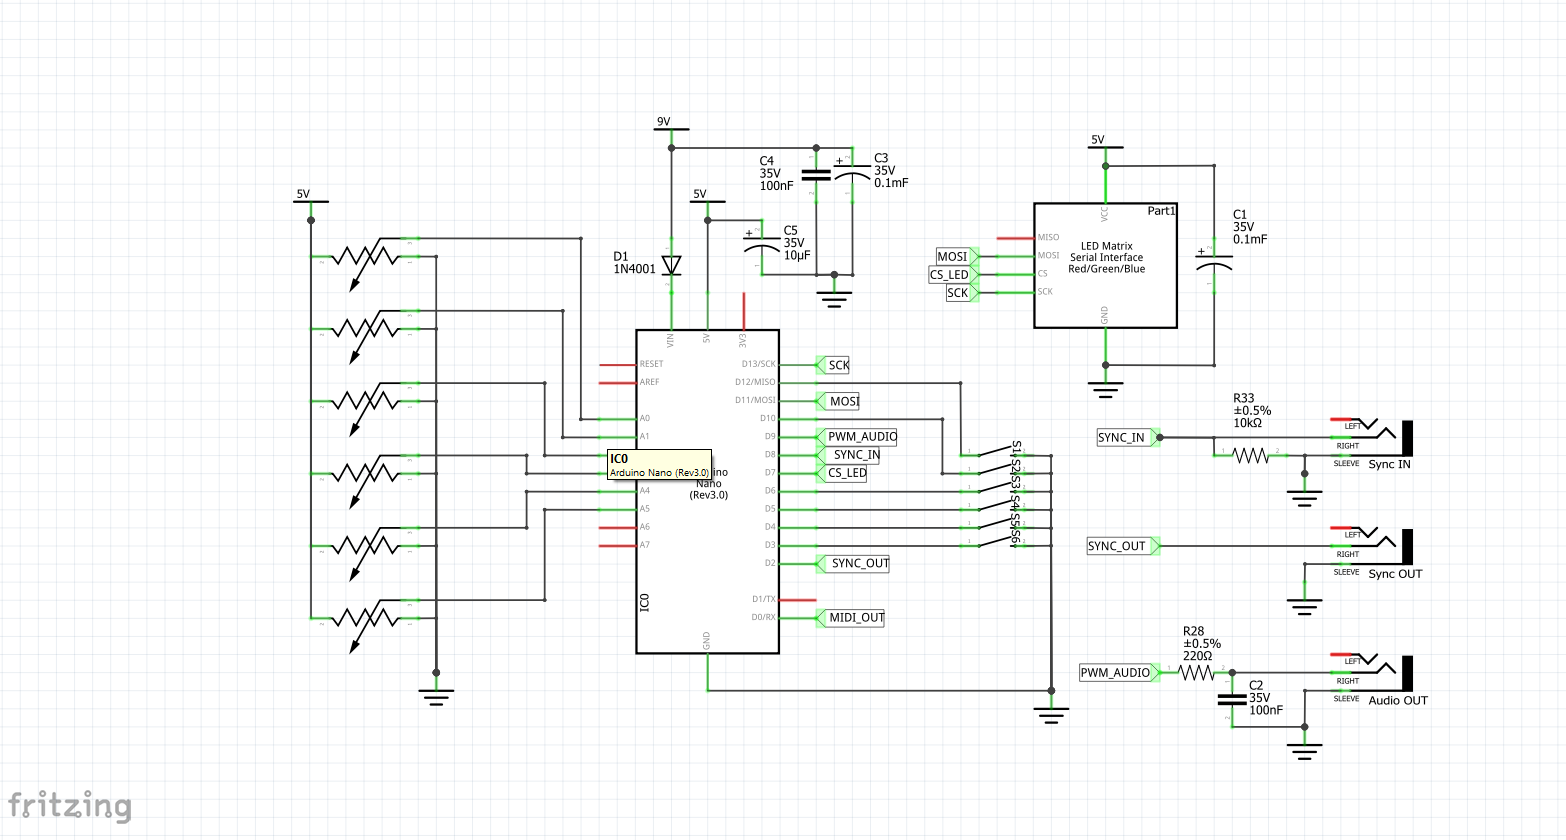 9V
5V
5V
5V
C4
35V
100nF
+
C3
35V
0.1mF
+
C5
35V
10µF
D1
1N4001
Part1
VCC
LED Matrix
Serial Interface
Red/Green/Blue
MISO
MOSI
CS
SCK
GND
MOSI
CS_LED
SCK
+
C1
35V
0.1mF
VIN
5V
3V3
RESET
AREF
A0
A1
A4
A5
A6
A7
IC0
Arduino Nano (Rev3.0)
ino
Nano
(Rev3.0)
IC0
GND
D13/SCK
D12/MISO
D11/MOSI
D10
D9
D8
D7
D6
D5
D4
D3
D2
D1/TX
D0/RX
SCK
MOSI
PWM_AUDIO
SYNC_IN
CS_LED
SYNC_OUT
MIDI_OUT
S1
S2
S3
S4
S5
S6
R33
±0.5%
10kΩ
SYNC_IN
LEFT
RIGHT
SLEEVE
Sync IN
SYNC_OUT
LEFT
RIGHT
SLEEVE
Sync OUT
R28
±0.5%
220Ω
PWM_AUDIO
C2
35V
100nF
LEFT
RIGHT
SLEEVE
Audio OUT
fritzing